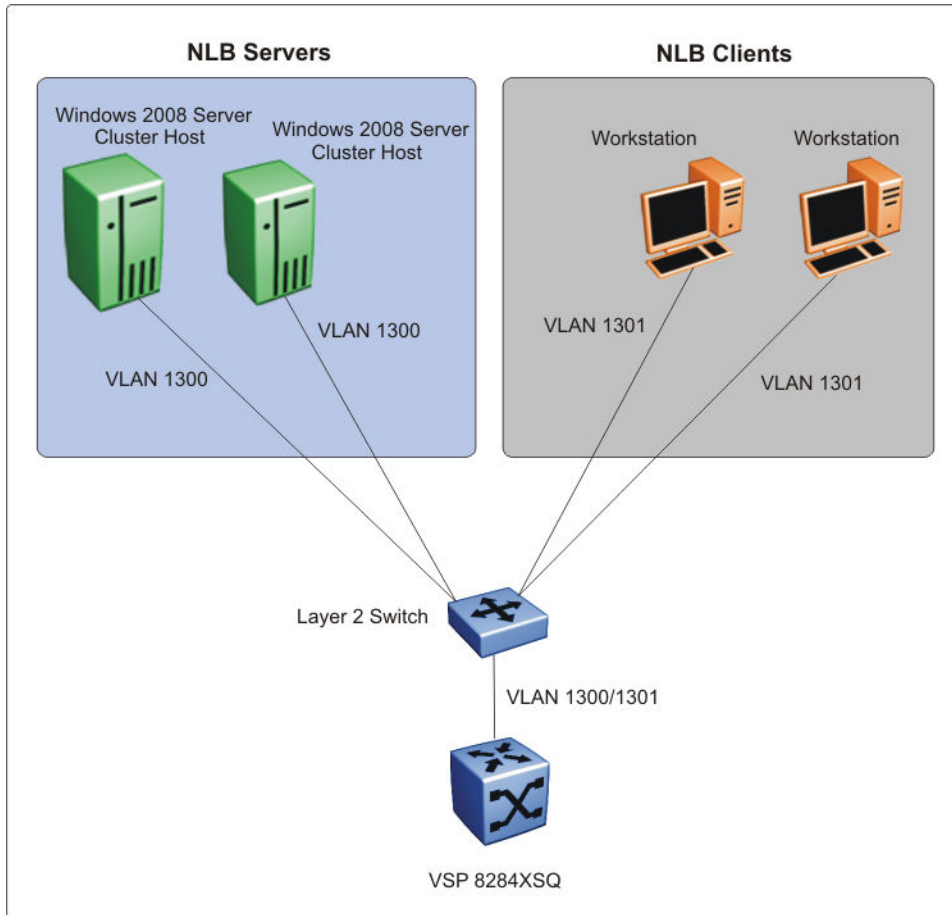 NLB Servers
NLB Clients
Windows 2008 Server
Cluster Host
Windows 2008 Server
Cluster Host
Workstation
Workstation
VLAN 1300
VLAN 1300
VLAN 1301
VLAN 1301
Layer 2 Switch
VLAN 1300/1301
VSP 8284XSQ